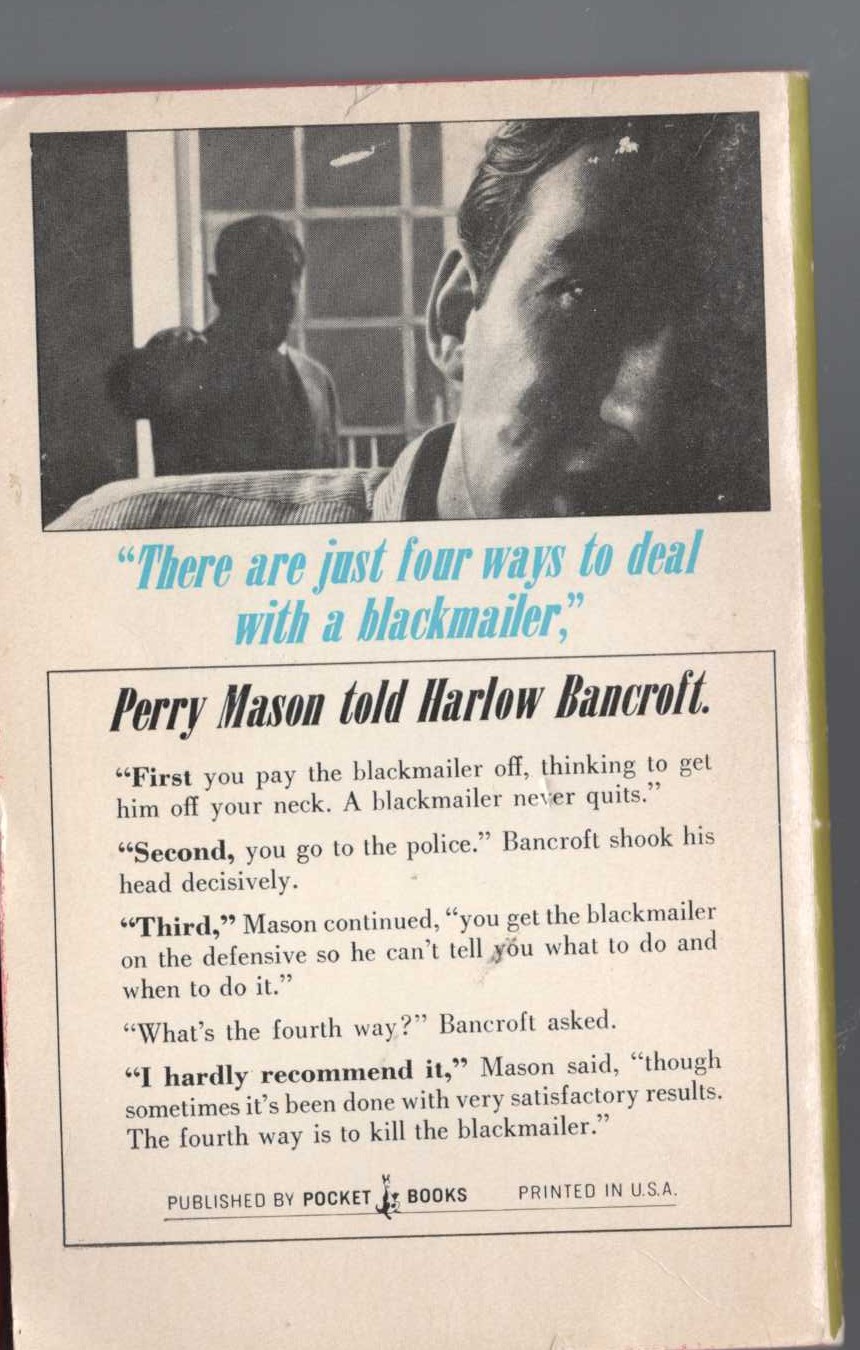 “There are just four ways to deal
with a blackmailer,”
Perry Mason told Harlow Bancroft.
“First you pay the blackmailer off, thinking to get
him off your neck. A blackmailer never quits.”
“Second, you go to the police.” Bancroft shook his
head decisively.
“Third,” Mason continued, “you get the blackmailer
on the defensive so he can’t tell you what to do and
when to do it.”
“What’s the fourth way?” Bancroft asked.
“I hardly recommend it,” Mason said, “though
sometimes it’s been done with very satisfactory results.
The fourth way is to kill the blackmailer.”
PUBLISHED BY POCKET BOOKS PRINTED IN U.S.A.